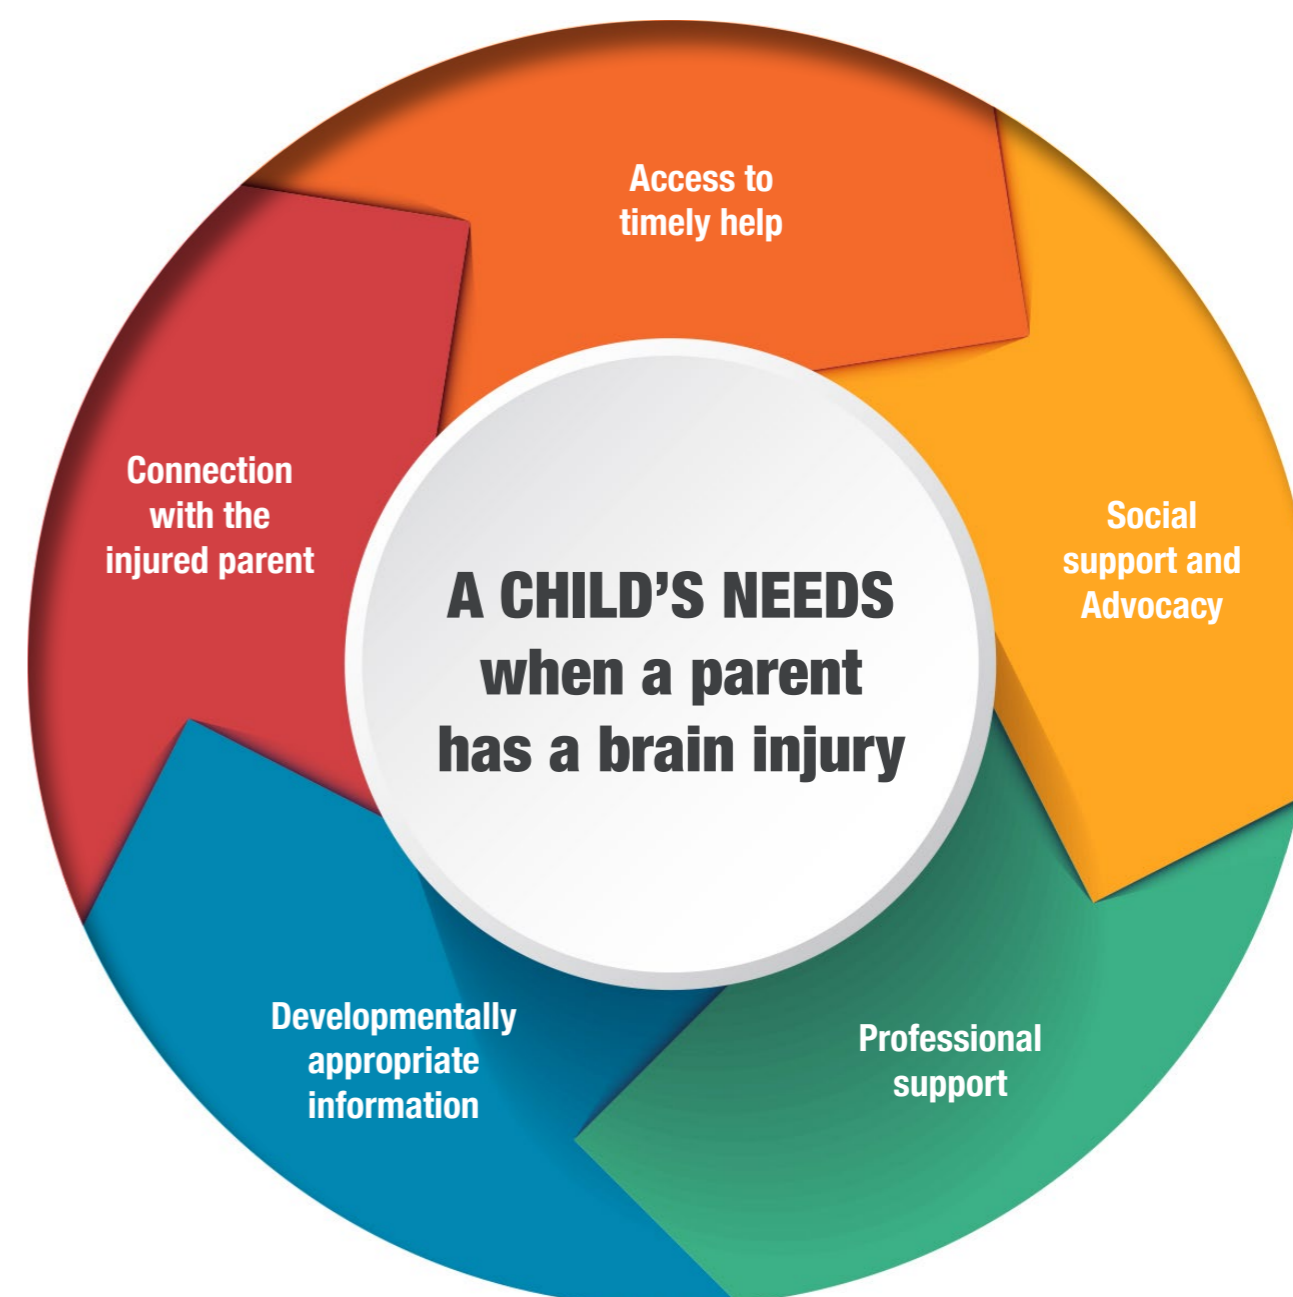 Access to
timely help
Social
support and
Advocacy
Professional
support
Developmentally
appropriate
information
Connection
with the
injured parent
A CHILD’S NEEDS
when a parent
has a brain injury